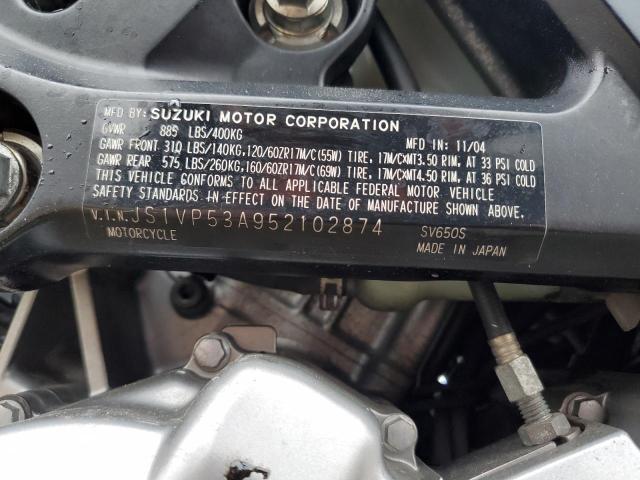 MFD BY: SUZUKI MOTOR CORPORATION
GVWR 885 LBS/400KG MFD IN: 11/04
GAWR FRONT 310 LBS/140KG,120/60ZR17M/C(55W) TIRE, 17M/CXMT3.50 RIM, AT 33 PSI COLD
GAWR REAR 575 LBS/260KG,160/60ZR17M/C(69W) TIRE, 17M/CXMT4.50 RIM, AT 36 PSI COLD
THIS VEHICLE CONFORMS TO ALL APPLICABLE FEDERAL MOTOR VEHICLE
SAFETY STANDARDS IN EFFECT ON THE DATE OF MANUFACTURE SHOWN ABOVE.
V.I.N. JS1VP53A952102874 SV650S
MOTORCYCLE MADE IN JAPAN